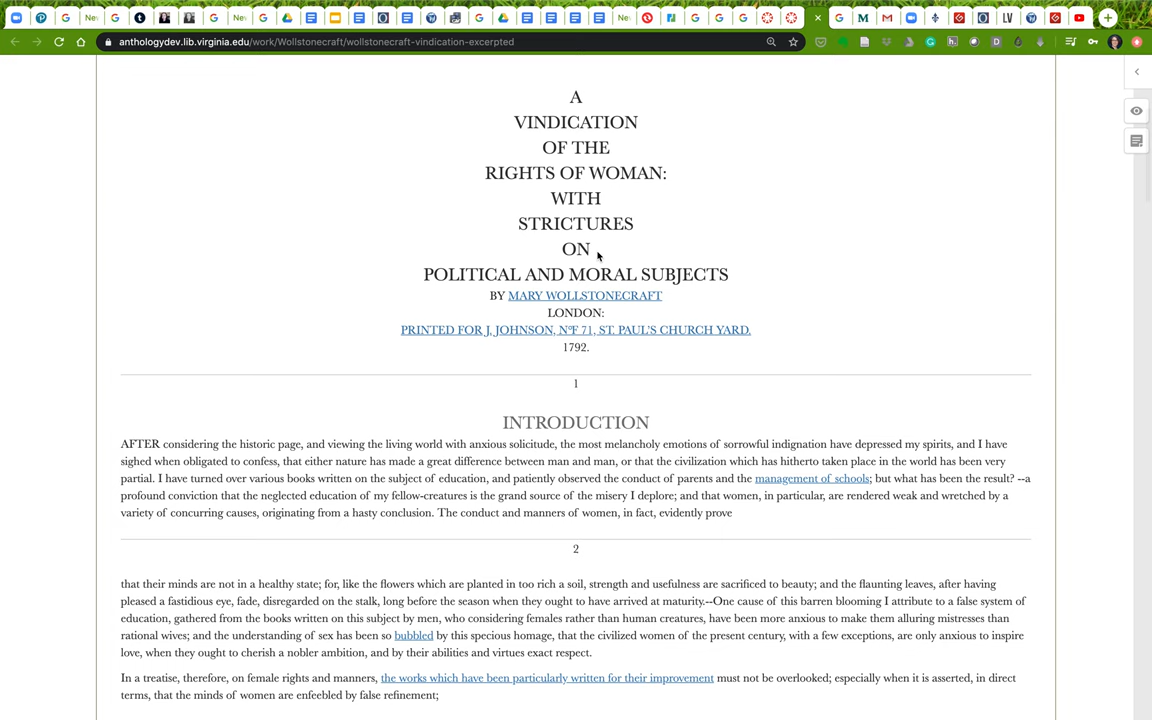 Nev
Nev
Nev
LV
anthologydev.lib.virginia.edu/work/Wollstonecraft/wollstonecraft-vindication-excerpted
A
VINDICATION
OF THE
RIGHTS OF WOMAN:
WITH
STRICTURES
ON
POLITICAL AND MORAL SUBJECTS
BY MARY WOLLSTONECRAFT
LONDON:
PRINTED FOR J. JOHNSON, NºF 71, ST. PAUL'S CHURCH YARD.
1792.
1
INTRODUCTION
AFTER considering the historic page, and viewing the living world with anxious solicitude, the most melancholy emotions of sorrowful indignation have depressed my spirits, and I have
sighed when obligated to confess, that either nature has made a great difference between man and man, or that the civilization which has hitherto taken place in the world has been very
partial. I have turned over various books written on the subject of education, and patiently observed the conduct of parents and the management of schools; but what has been the result? --a
profound conviction that the neglected education of my fellow-creatures is the grand source of the misery I deplore; and that women, in particular, are rendered weak and wretched by a
variety of concurring causes, originating from a hasty conclusion. The conduct and manners of women, in fact, evidently prove
2
that their minds are not in a healthy state; for, like the flowers which are planted in too rich a soil, strength and usefulness are sacrificed to beauty; and the flaunting leaves, after having
pleased a fastidious eye, fade, disregarded on the stalk, long before the season when they ought to have arrived at maturity.--One cause of this barren blooming I attribute to a false system of
education, gathered from the books written on this subject by men, who considering females rather than human creatures, have been more anxious to make them alluring mistresses than
rational wives; and the understanding of sex has been so bubbled by this specious homage, that the civilized women of the present century, with a few exceptions, are only anxious to inspire
love, when they ought to cherish a nobler ambition, and by their abilities and virtues exact respect.
In a treatise, therefore, on female rights and manners, the works which have been particularly written for their improvement must not be overlooked; especially when it is asserted, in direct
terms, that the minds of women are enfeebled by false refinement;